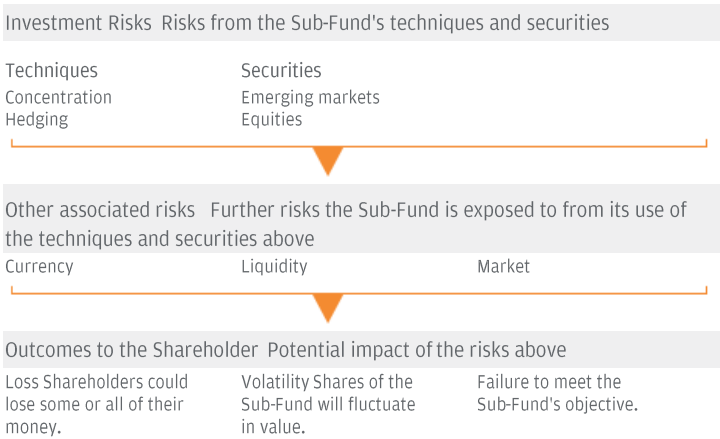 Investment Risks Risks from the Sub-Fund's techniques and securities
Techniques
Concentration
Hedging
Securities
Emerging markets
Equities
Other associated risks Further risks the Sub-Fund is exposed to from its use of
the techniques and securities above
Currency
Liquidity
Market
Outcomes to the Shareholder Potential impact of the risks above
Loss Shareholders could
lose some or all of their
money.
Volatility Shares of the
Sub-Fund will fluctuate
in value.
Failure to meet the
Sub-Fund's objective.